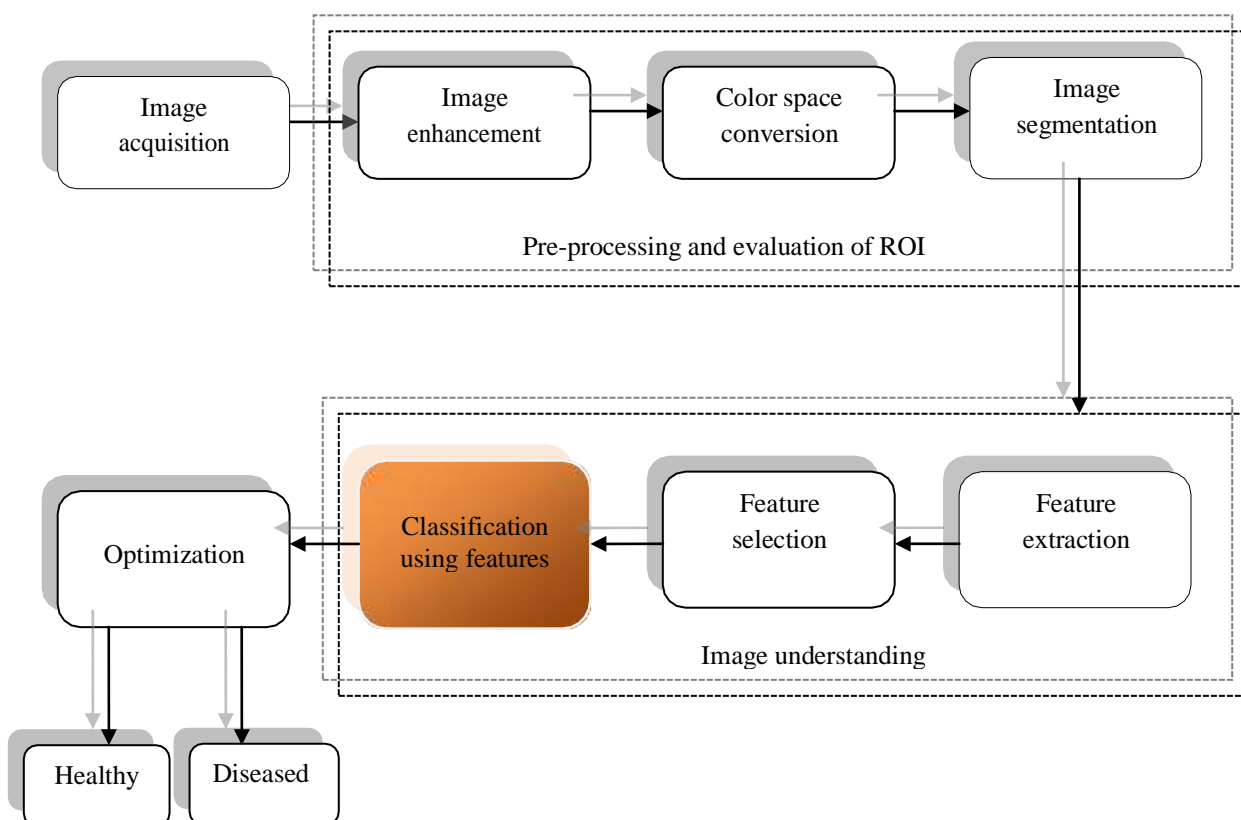 Image
acquisition
Image
enhancement
Color space
conversion
Image
segmentation
Pre-processing and evaluation of ROI
Optimization
Classification
using features
Feature
selection
Feature
extraction
Image understanding
Healthy
Diseased